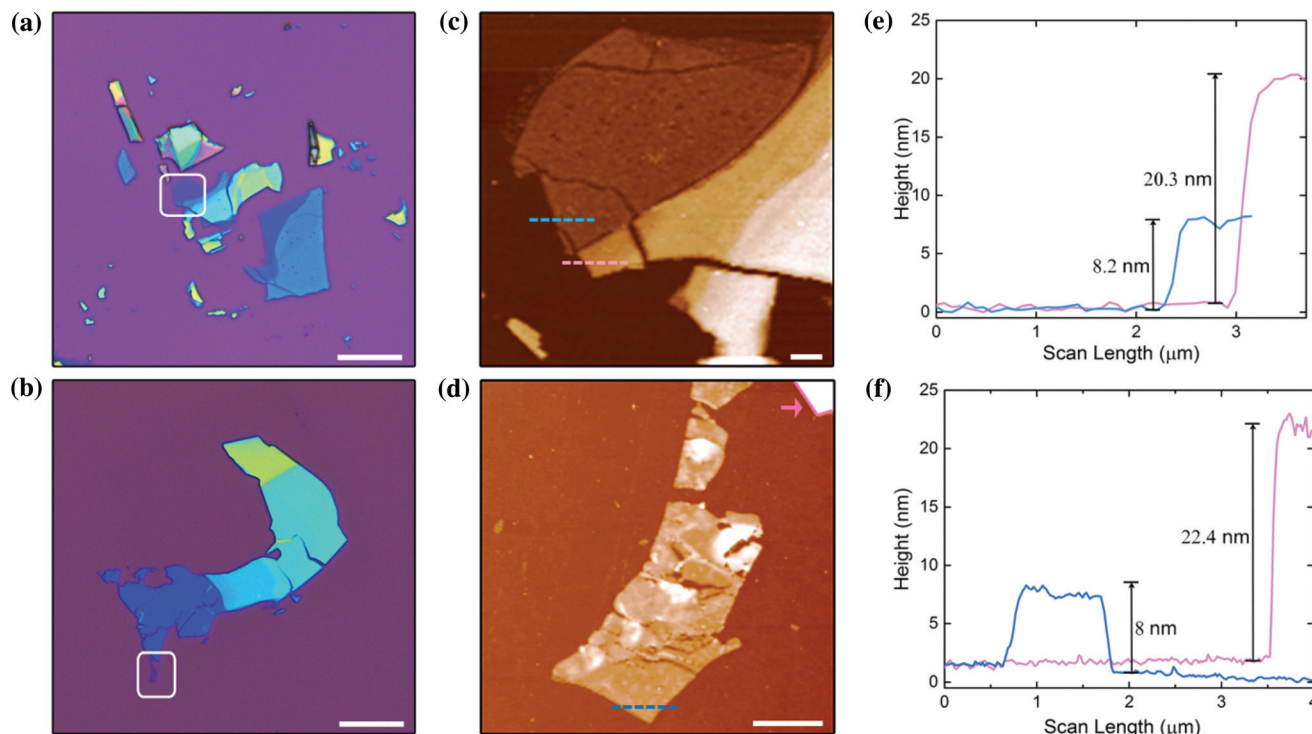 (a)
(c)
(e)
25
20
15
10
5
0
Height (nm)
20.3 nm
8.2 nm
0
1
2
3
Scan Length (μm)
(b)
(d)
(f)
25
20
15
10
5
0
Height (nm)
22.4 nm
8 nm
0
1
2
3
4
Scan Length (μm)